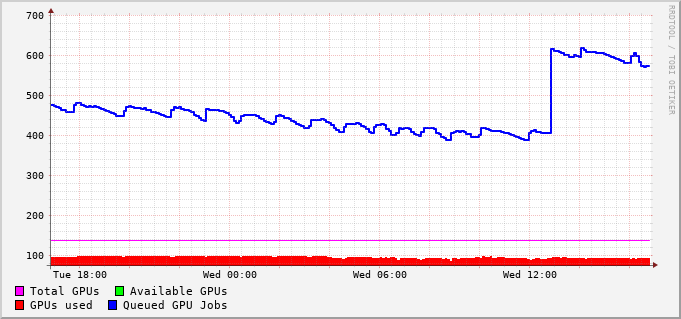 700
600
500
400
300
200
100
Tue 18:00 Wed 00:00 Wed 06:00 Wed 12:00
Total GPUs Available GPUs
GPUs used Queued GPU Jobs
RRDTOOL / TOBI OETIKER